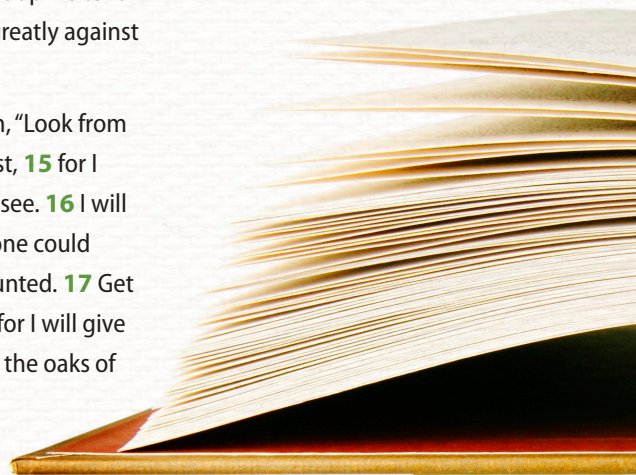 reatly against
, “Look from
st, 15 for I
see. 16 I will
one could
unted. 17 Get
for I will give
the oaks of